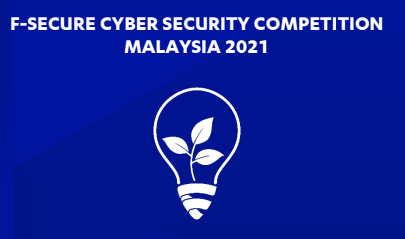 F-SECURE CYBER SECURITY COMPETITION
MALAYSIA 2021